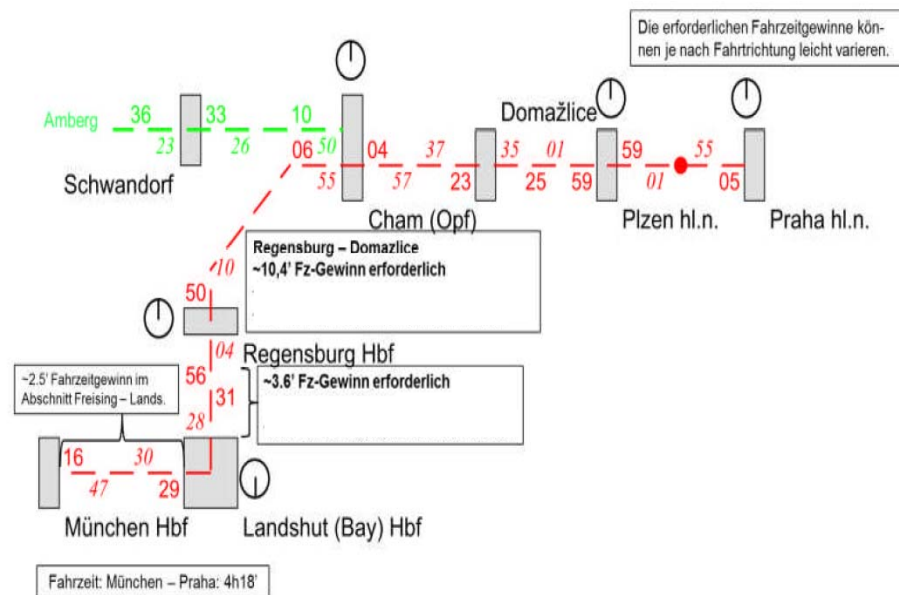 Die erforderlichen Fahrzeitgewinne kön-
nen je nach Fahrtrichtung leicht variieren.
Domažlice
Amberg
36
33
10
23
26
50
06
04
37
35
01
59
55
55
57
23
25
59
01
05
Schwandorf
Cham (Opf)
Plzen hl.n.
Praha hl.n.
Regensburg – Domazlice
~10,4' Fz-Gewinn erforderlich
10
50
Regensburg Hbf
04
56
~2.5' Fahrzeitgewinn im
Abschnitt Freising – Lands.
~3.6' Fz-Gewinn erforderlich
31
28
16
30
47
29
München Hbf
Landshut (Bay) Hbf
Fahrzeit: München – Praha: 4h18'